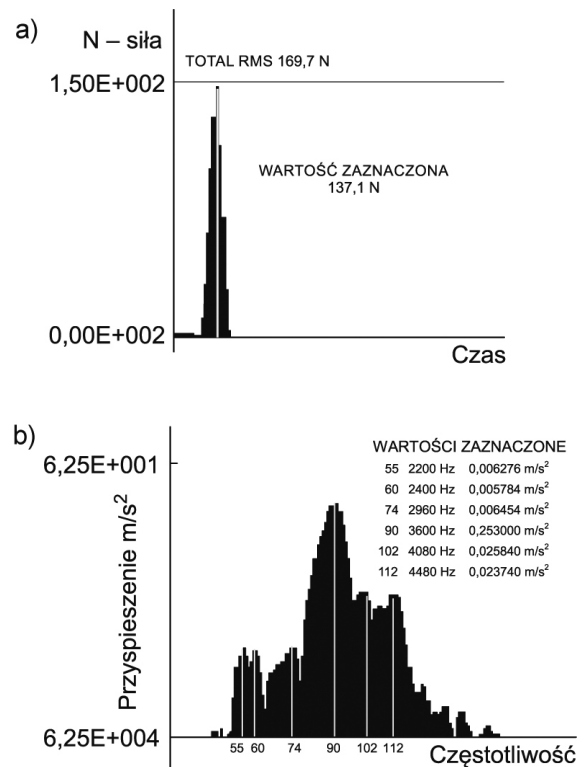 a)
N – siła
TOTAL RMS 169,7 N
1,50E+002
WARTOŚĆ ZAZNACZONA
137,1 N
0,00E+002
Czas
b)
WARTOŚCI ZAZNACZONE
6,25E+001
55 2200 Hz 0,006276 m/s²
60 2400 Hz 0,005784 m/s²
74 2960 Hz 0,006454 m/s²
90 3600 Hz 0,253000 m/s²
102 4080 Hz 0,025840 m/s²
112 4480 Hz 0,023740 m/s²
Przyspieszenie m/s²
6,25E+004
55 60 74 90 102 112
Częstotliwość